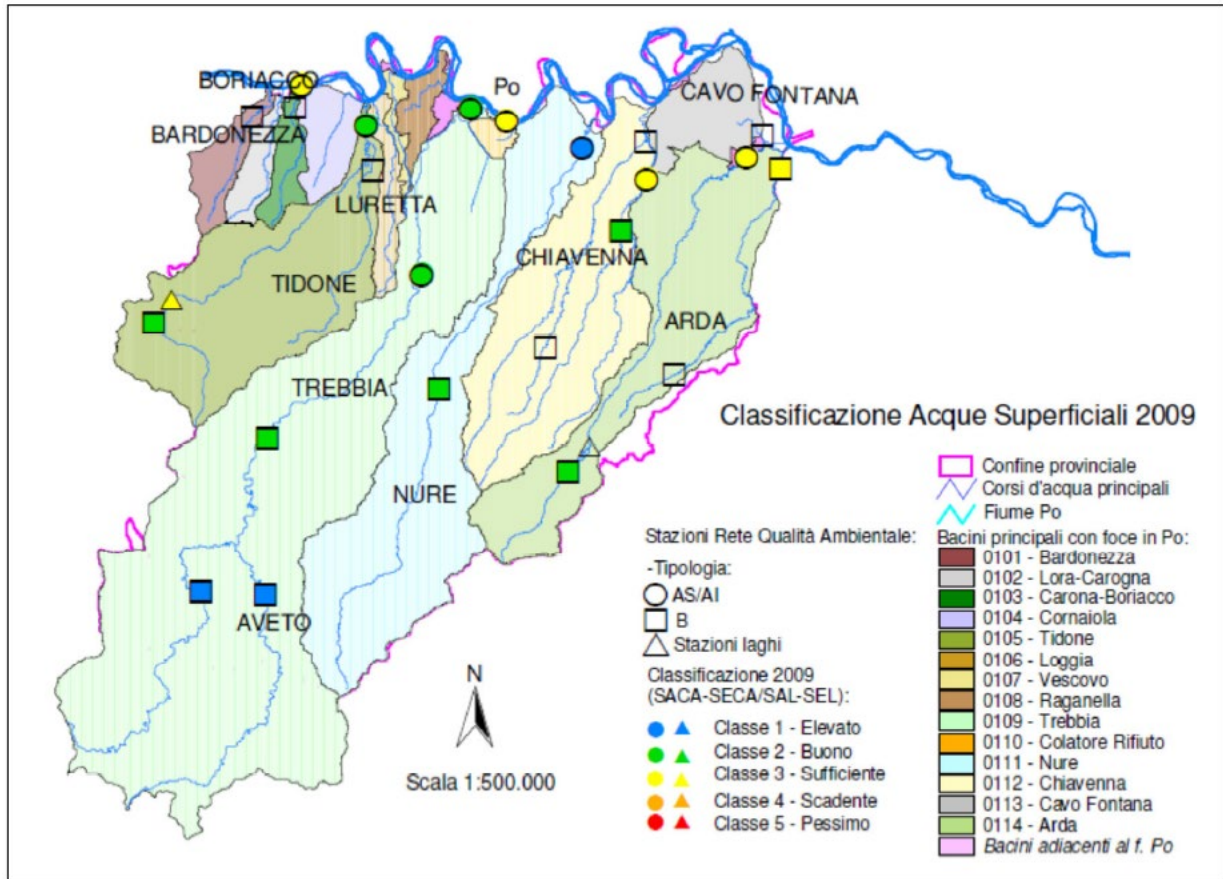 BORIACCO
Po
CAVO FONTANA
BARDONEZZA
LURETTA
CHIAVENNA
TIDONE
ARDA
TREBBIA
NURE
AVETO
N
Scala 1:500.000
Classificazione Acque Superficiali 2009
Confine provinciale
Corsi d'acqua principali
Fiume Po
Stazioni Rete Qualità Ambientale:
-Tipologia:
AS/AI
B
Stazioni laghi
Classificazione 2009
(SACA-SECA/SAL-SEL):
Classe 1 - Elevato
Classe 2 - Buono
Classe 3 - Sufficiente
Classe 4 - Scadente
Classe 5 - Pessimo
Bacini principali con foce in Po:
0101 - Bardonezza
0102 - Lora-Carogna
0103 - Carona-Boriacco
0104 - Cornaiola
0105 - Tidone
0106 - Loggia
0107 - Vescovo
0108 - Raganella
0109 - Trebbia
0110 - Colatore Rifiuto
0111 - Nure
0112 - Chiavenna
0113 - Cavo Fontana
0114 - Arda
Bacini adiacenti al f. Po